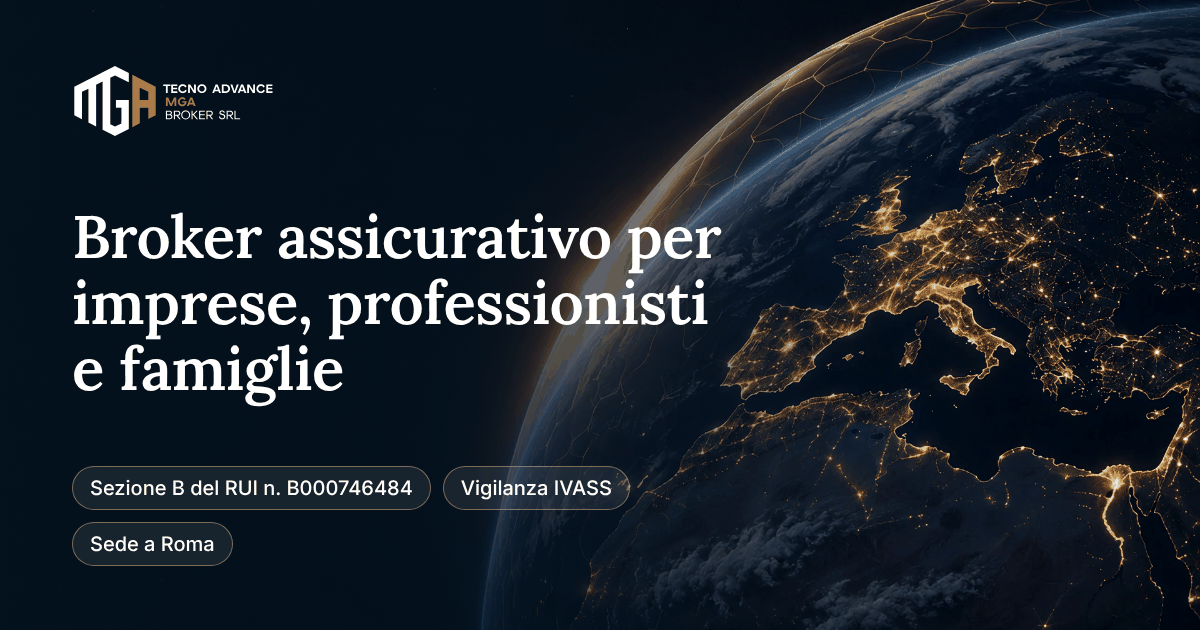 MGA
TECNO ADVANCE
MGA
BROKER SRL
Broker assicurativo per
imprese, professionisti
e famiglie
Sezione B del RUI n. B000746484
Vigilanza IVASS
Sede a Roma